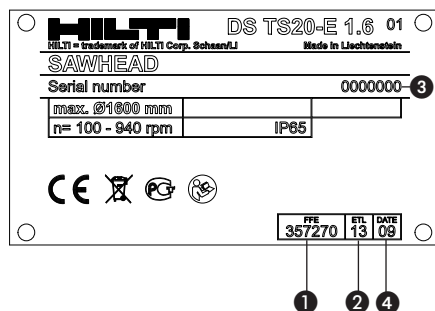 HILTI DS TS20-E 1.6 01
HILTI = trademark of HILTI Corp. Schaan/LI Made in Liechtenstein
SAWHEAD
Serial number 0000000 3
max. Ø1600 mm
n= 100 - 940 rpm IP65
CE PCT
FFE ETL DATE
357270 13 09
1 2 4